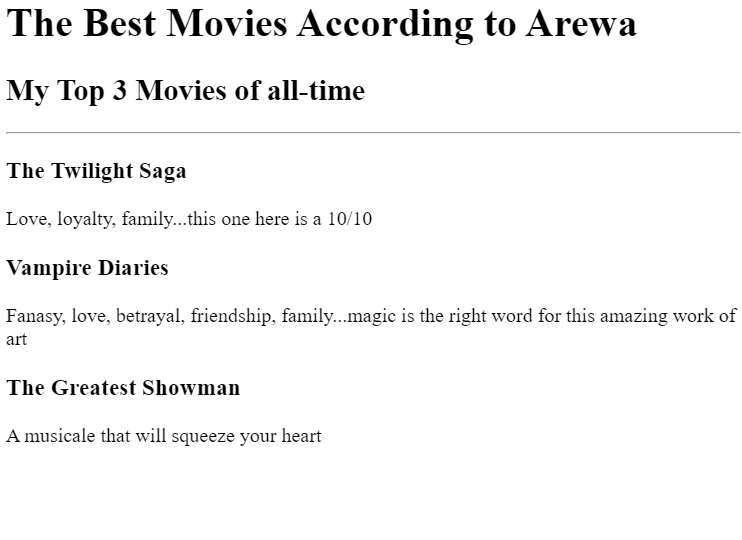 The Best Movies According to Arewa
My Top 3 Movies of all-time
The Twilight Saga
Love, loyalty, family...this one here is a 10/10
Vampire Diaries
Fanasy, love, betrayal, friendship, family...magic is the right word for this amazing work of
art
The Greatest Showman
A musicale that will squeeze your heart